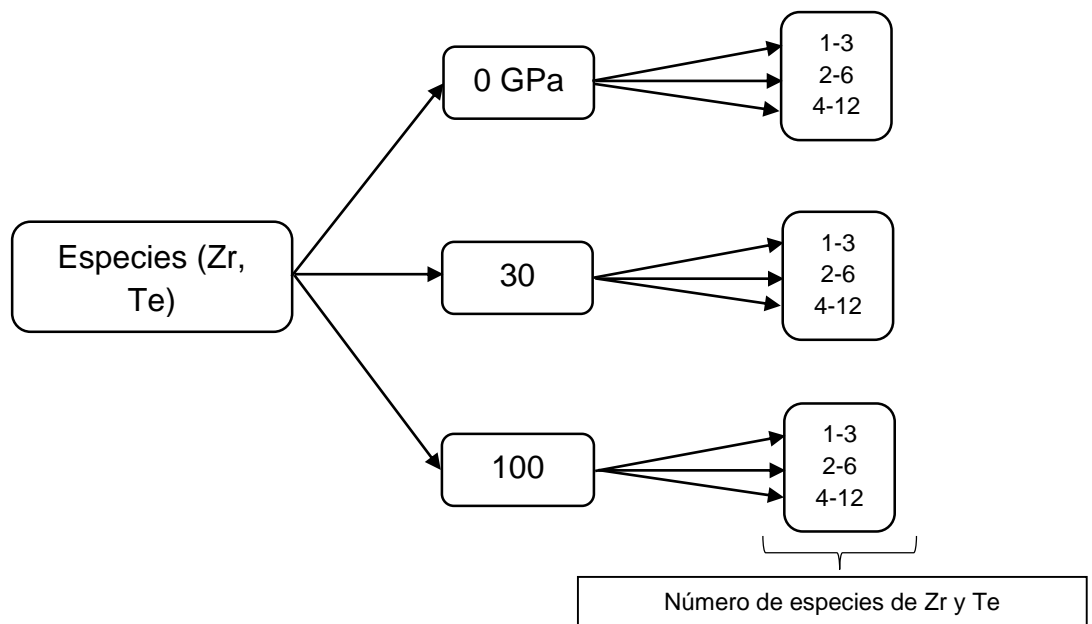 0 GPa
1-3
2-6
4-12
Especies (Zr,
Te)
30
1-3
2-6
4-12
100
1-3
2-6
4-12
Número de especies de Zr y Te